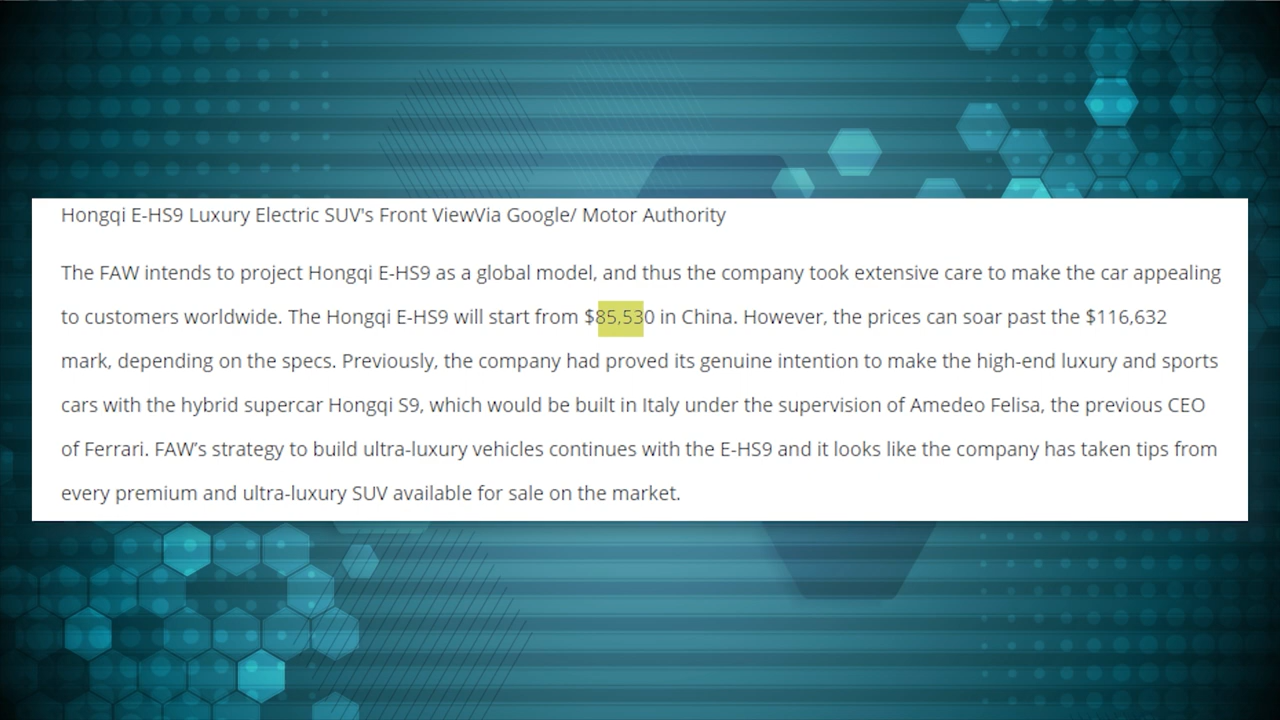 Hongqi E-HS9 Luxury Electric SUV's Front ViewVia Google/ Motor Authority
The FAW intends to project Hongqi E-HS9 as a global model, and thus the company took extensive care to make the car appealing
to customers worldwide. The Hongqi E-HS9 will start from $85,530 in China. However, the prices can soar past the $116,632
mark, depending on the specs. Previously, the company had proved its genuine intention to make the high-end luxury and sports
cars with the hybrid supercar Hongqi S9, which would be built in Italy under the supervision of Amedeo Felisa, the previous CEO
of Ferrari. FAW’s strategy to build ultra-luxury vehicles continues with the E-HS9 and it looks like the company has taken tips from
every premium and ultra-luxury SUV available for sale on the market.